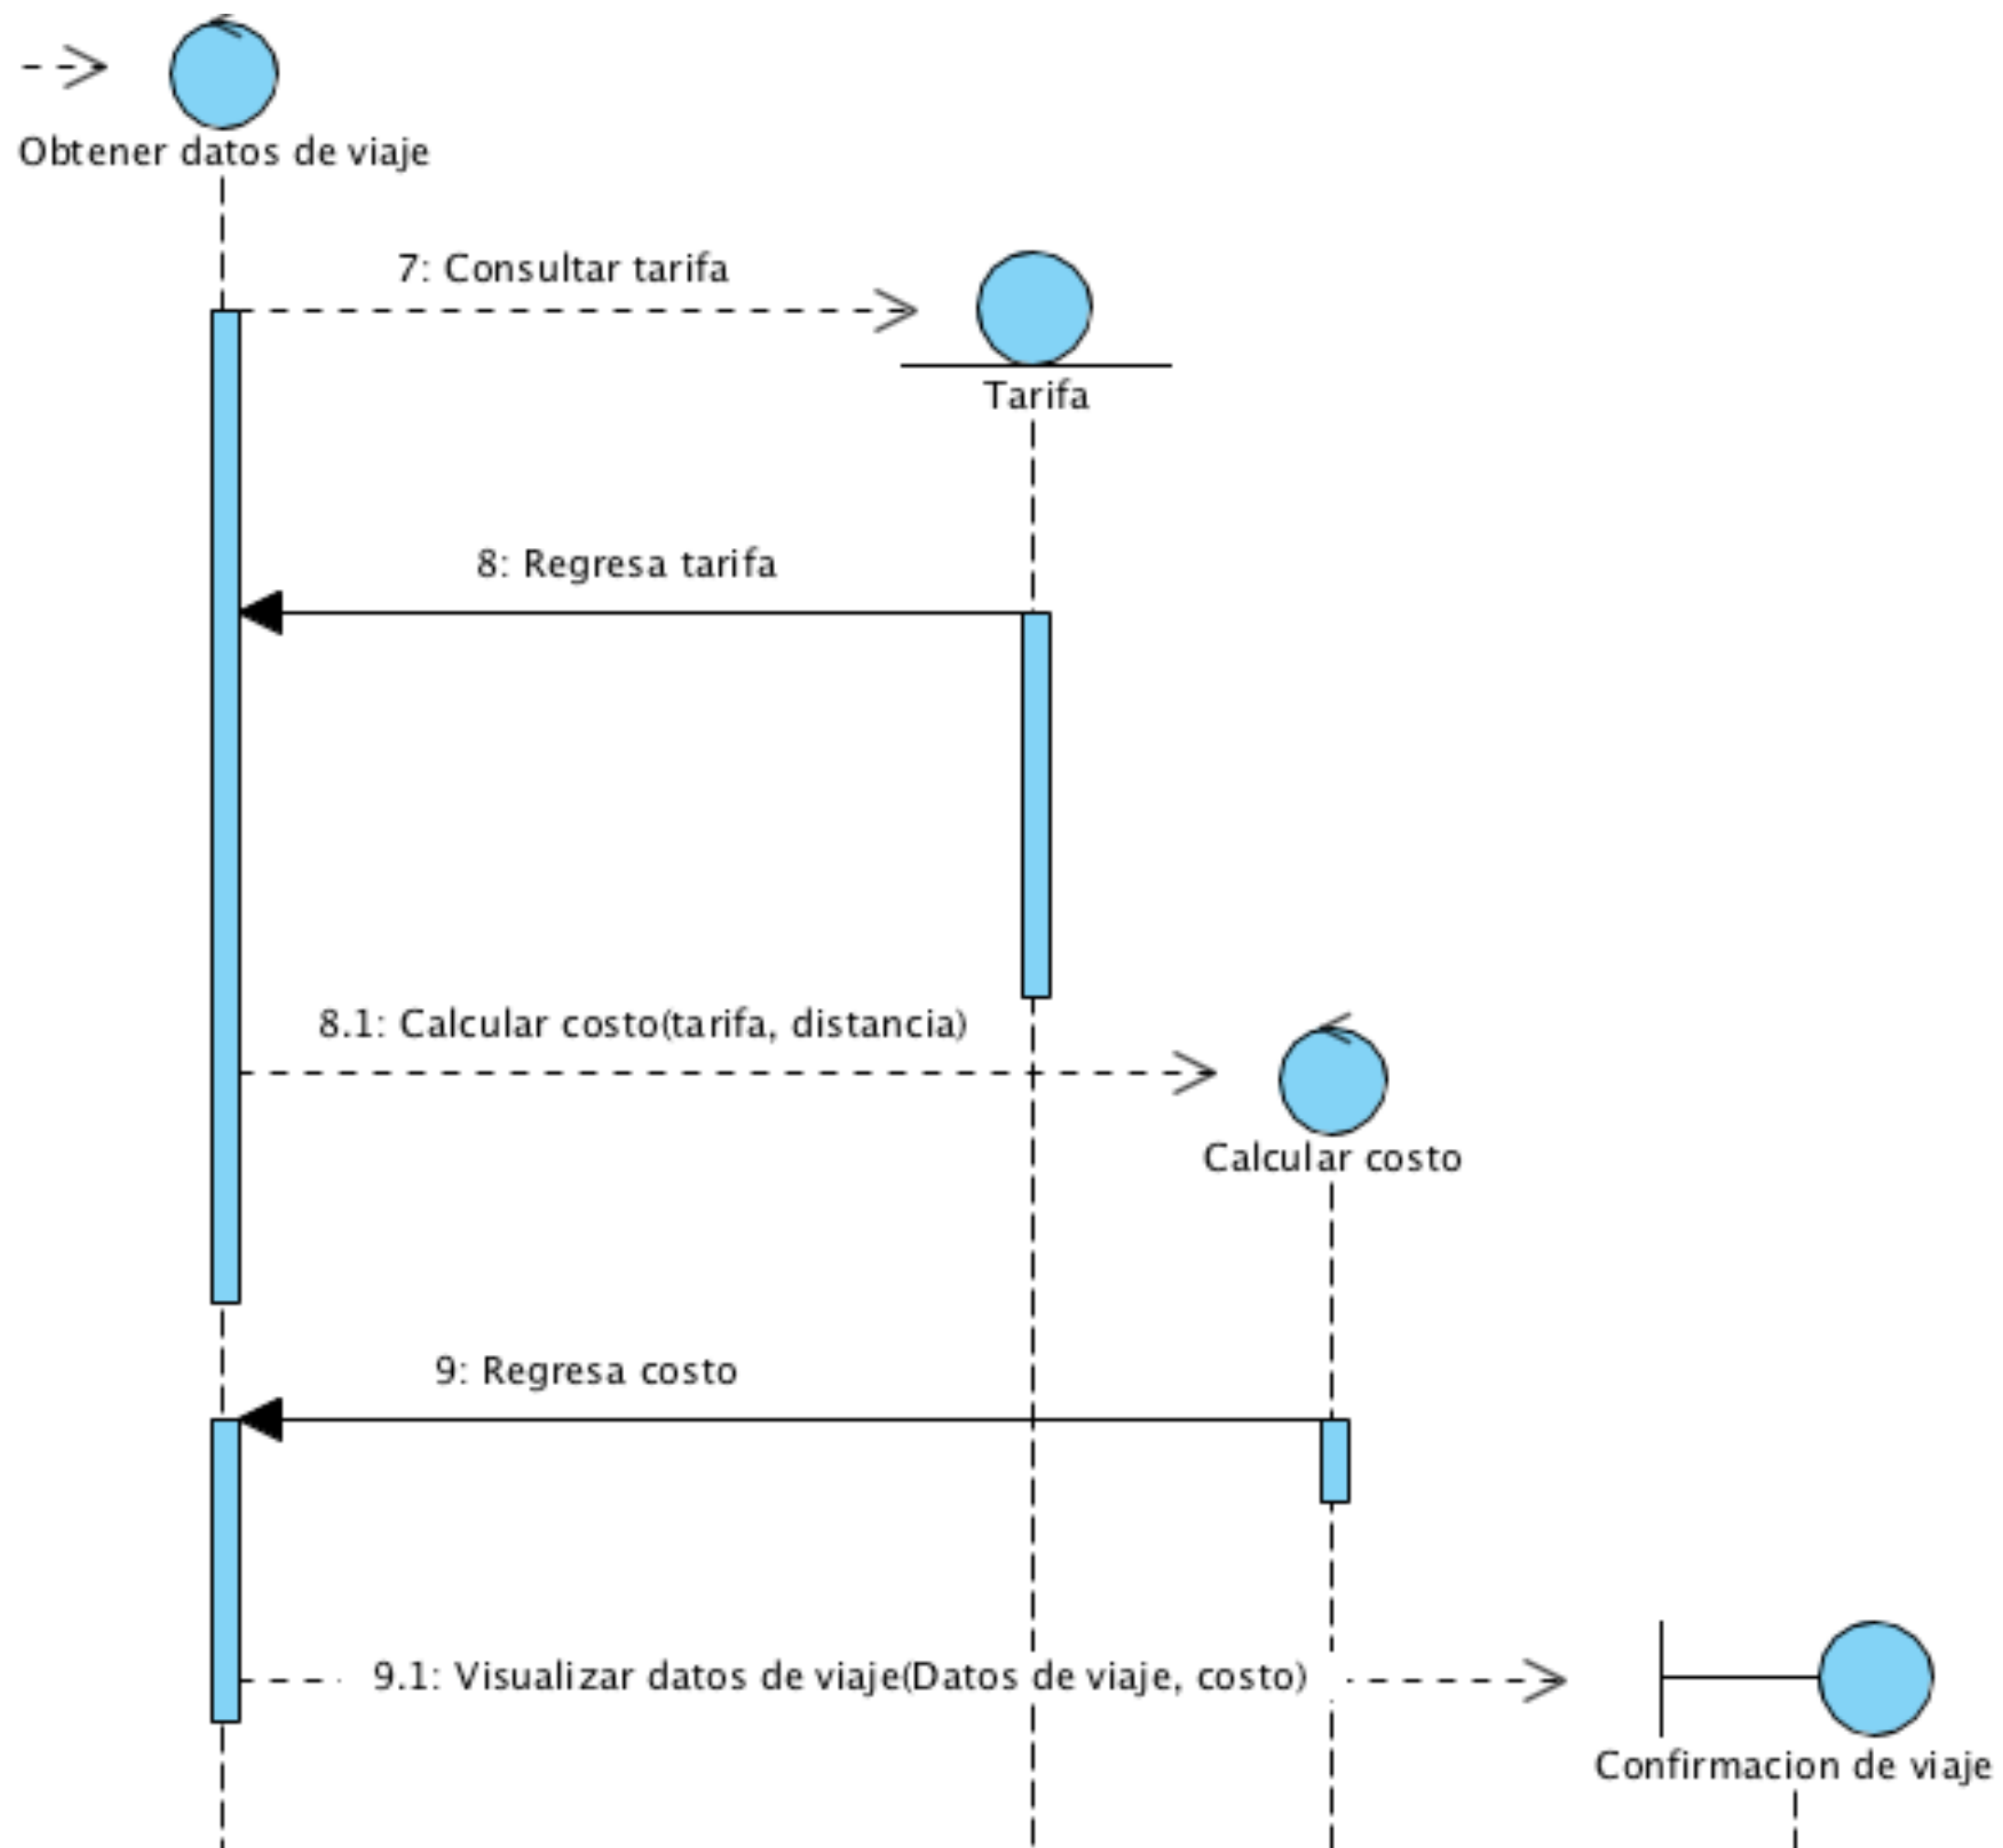 Obtener datos de viaje
7: Consultar tarifa
Tarifa
8: Regresa tarifa
8.1: Calcular costo(tarifa, distancia)
Calcular costo
9: Regresa costo
9.1: Visualizar datos de viaje(Datos de viaje, costo)
Confirmacion de viaje